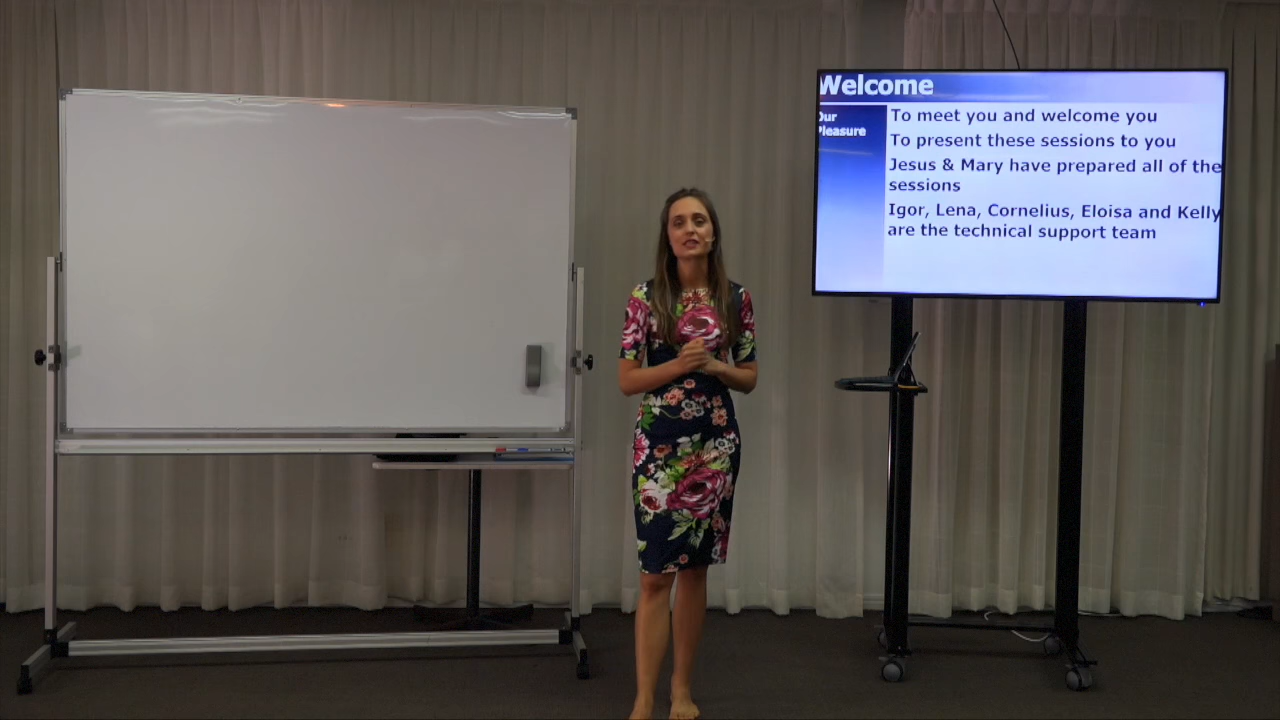 Welcome
Our
Pleasure
To meet you and welcome you
To present these sessions to you
Jesus & Mary have prepared all of the
sessions
Igor, Lena, Cornelius, Eloisa and Kelly
are the technical support team